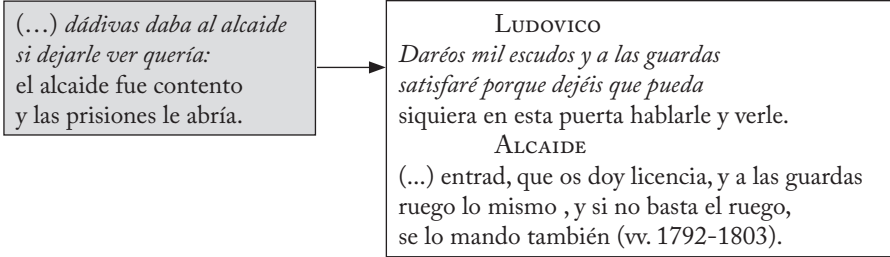 (…) dádivas daba al alcaide
si dejarle ver quería:
el alcaide fue contento
y las prisiones le abría.
Ludovico
Daréos mil escudos y a las guardas
satisfaré porque dejéis que pueda
siquiera en esta puerta hablarle y verle.
Alcaide
(...) entrad, que os doy licencia, y a las guardas
ruego lo mismo , y si no basta el ruego,
se lo mando también (vv. 1792-1803).